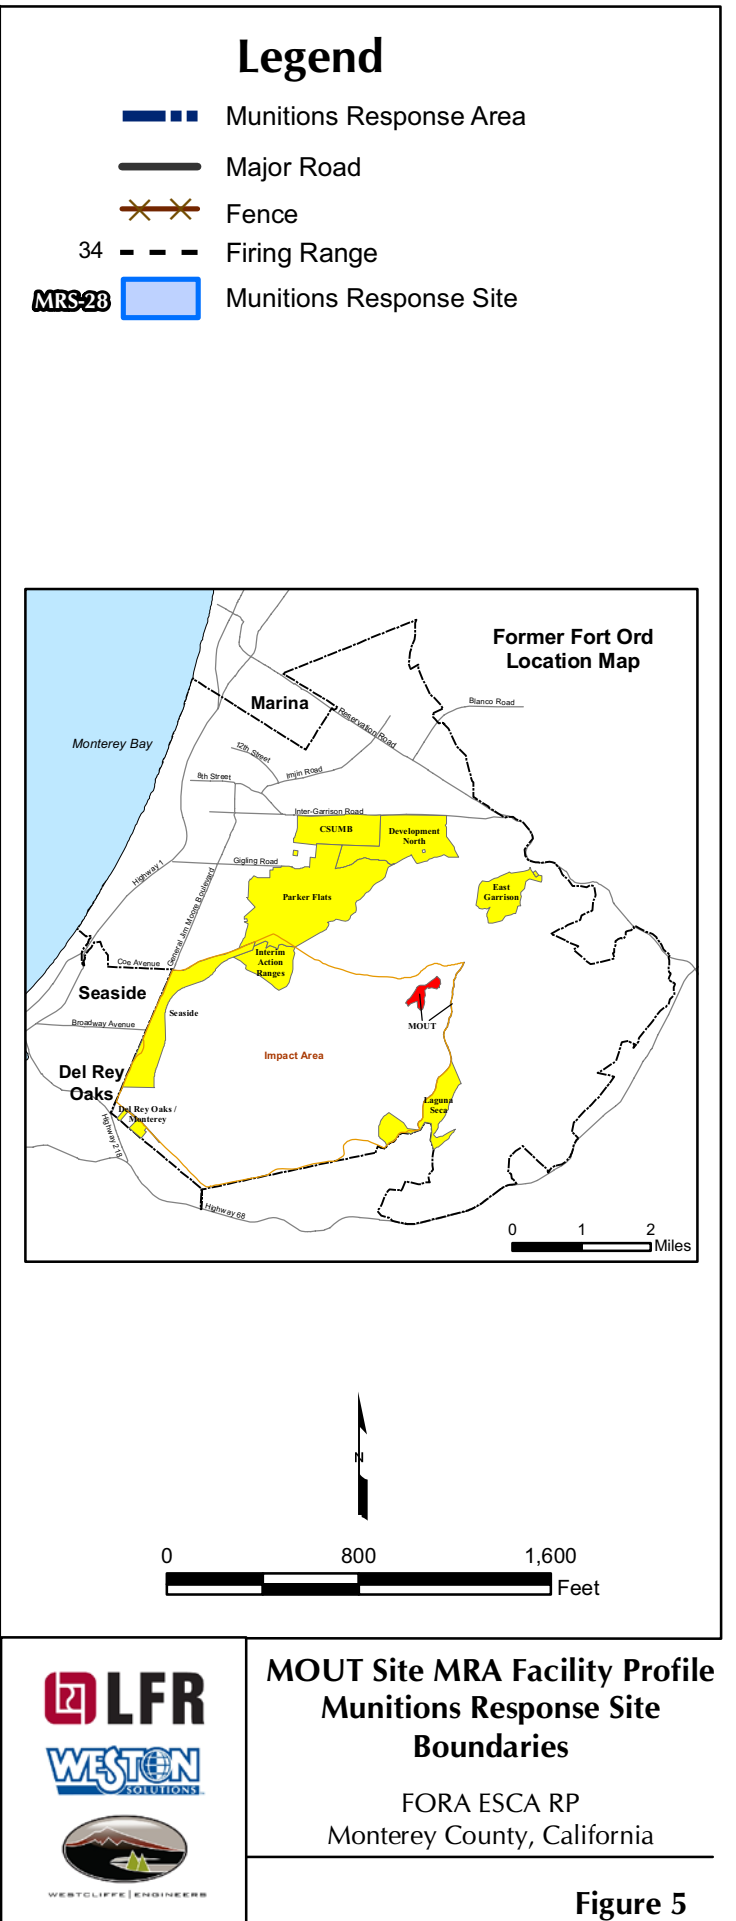 Legend
Munitions Response Area
Major Road
Fence
34
Firing Range
MRS-28
Munitions Response Site
Former Fort Ord
Location Map
Marina
Blanco Road
Reservation Road
Monterey Bay
12th Street
Imjin Road
8th Street
Inter-Garrison Road
CSUMB
Development
North
Gigling Road
Highway 1
General Jim Moore Boulevard
Parker Flats
East
Garrison
Interim
Action
Ranges
Coe Avenue
Seaside
Seaside
Broadway Avenue
MOUT
Impact Area
Del Rey
Oaks
Del Rey Oaks /
Monterey
Laguna
Seca
Highway 218
Highway 68
0 1 2
Miles
N
0 800 1,600
Feet
LFR
WESTON
SOLUTIONS
WESTCLIFFE | ENGINEERS
MOUT Site MRA Facility Profile
Munitions Response Site
Boundaries
FORA ESCA RP
Monterey County, California
Figure 5